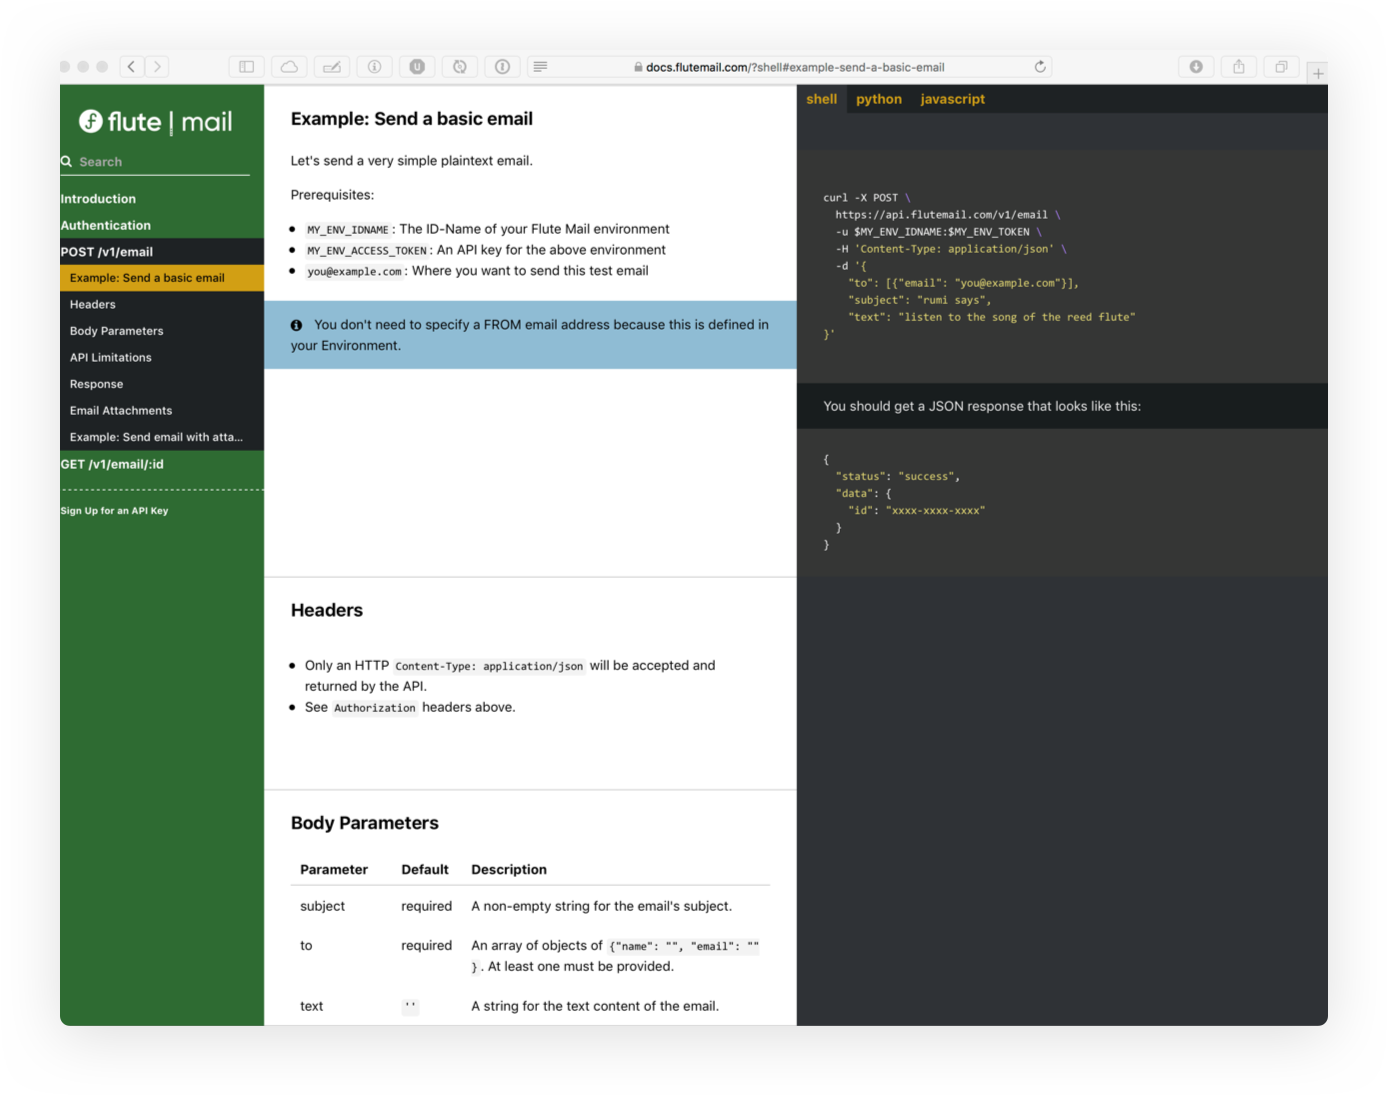 docs.flutemail.com/?shell#example-send-a-basic-email
flute | mail
Search
Introduction
Authentication
POST /v1/email
Example: Send a basic email
Headers
Body Parameters
API Limitations
Response
Email Attachments
Example: Send email with atta...
GET /v1/email/:id
Sign Up for an API Key
Example: Send a basic email
Let's send a very simple plaintext email.
Prerequisites:
MY_ENV_IDNAME: The ID-Name of your Flute Mail environment
MY_ENV_ACCESS_TOKEN: An API key for the above environment
you@example.com: Where you want to send this test email
You don't need to specify a FROM email address because this is defined in
your Environment.
Headers
Only an HTTP Content-Type: application/json will be accepted and
returned by the API.
See Authorization headers above.
Body Parameters
Parameter Default Description
subject required A non-empty string for the email's subject.
to required An array of objects of {"name": "", "email": ""
}. At least one must be provided.
text '' A string for the text content of the email.
shell python javascript
curl -X POST \
https://api.flutemail.com/v1/email \
-u $MY_ENV_IDNAME:$MY_ENV_TOKEN \
-H 'Content-Type: application/json' \
-d '{
"to": [{"email": "you@example.com"}],
"subject": "rumi says",
"text": "listen to the song of the reed flute"
}'
You should get a JSON response that looks like this:
{
"status": "success",
"data": {
"id": "xxxx-xxxx-xxxx"
}
}